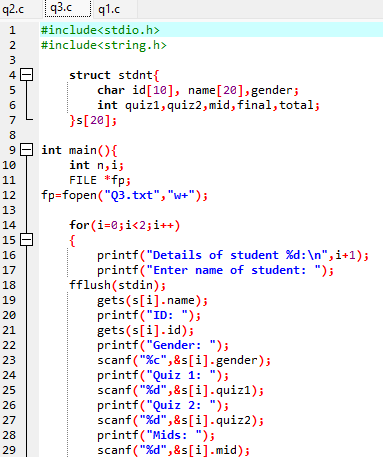 q2.c q3.c q1.c
1 #include<stdio.h>
2 #include<string.h>
3
4 struct stdnt{
5 char id[10], name[20],gender;
6 int quiz1,quiz2,mid,final,total;
7 }s[20];
8
9 int main(){
10 int n,i;
11 FILE *fp;
12 fp=fopen("Q3.txt","w+");
13
14 for(i=0;i<2;i++)
15 {
16 printf("Details of student %d:\n",i+1);
17 printf("Enter name of student: ");
18 fflush(stdin);
19 gets(s[i].name);
20 printf("ID: ");
21 gets(s[i].id);
22 printf("Gender: ");
23 scanf("%c",&s[i].gender);
24 printf("Quiz 1: ");
25 scanf("%d",&s[i].quiz1);
26 printf("Quiz 2: ");
27 scanf("%d",&s[i].quiz2);
28 printf("Mids: ");
29 scanf("%d",&s[i].mid);